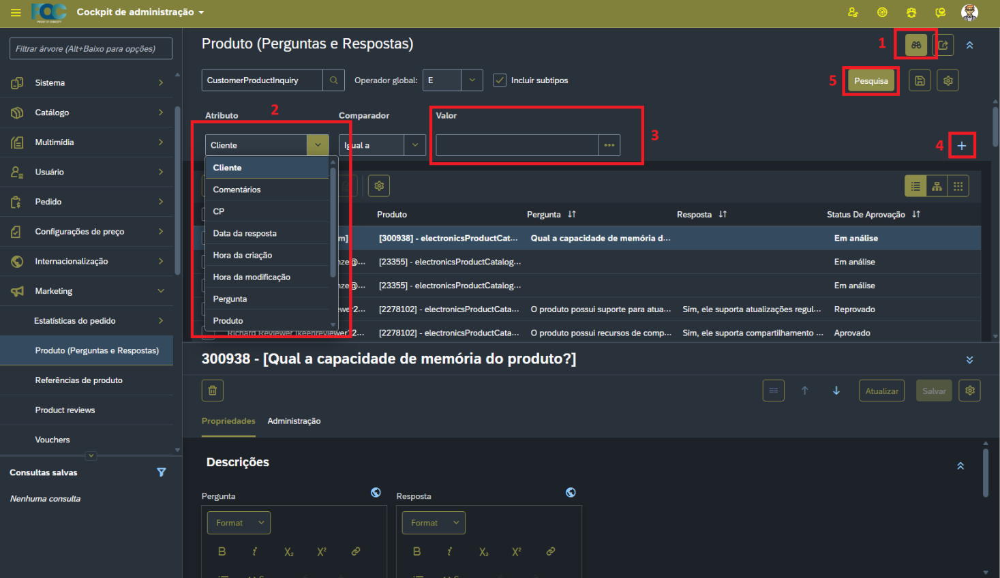 FQC
PROOF OF CONCEPT
Cockpit de administração
Filtrar árvore (Alt+Baixo para opções)
Sistema
Catálogo
Multimídia
Usuário
Pedido
Configurações de preço
Internacionalização
Marketing
Estatísticas do pedido
Produto (Perguntas e Respostas)
Referências de produto
Product reviews
Vouchers
Consultas salvas
Nenhuma consulta
Produto (Perguntas e Respostas)
1
CustomerProductInquiry
Operador global:
E
Incluir subtipos
5
Pesquisa
Atributo
2
Comparador
Valor
Cliente
Igual a
3
4
Cliente
Comentários
CP
Data da resposta
Hora da criação
Hora da modificação
Pergunta
Produto
Produto
Pergunta
Resposta
Status De Aprovação
m]
[300938] - electronicsProductCat...
Qual a capacidade de memória d...
Em análise
nze@...
[23355] - electronicsProductCatalog...
Em análise
nze@...
[23355] - electronicsProductCatalog...
Em análise
wer2...
[2278102] - electronicsProductCata...
O produto possui suporte para atua...
Sim, ele suporta atualizações regul...
Reprovado
Richard Reviewer [keenreviewer22...
[2278102] - electronicsProductCata...
O produto possui recursos de comp...
Sim, ele suporta compartilhamento ...
Aprovado
300938 - [Qual a capacidade de memória do produto?]
Atualizar
Salvar
Propriedades
Administração
Descrições
Pergunta
Resposta
Format
Format
B
i
X₂
X²
B
i
X₂
X²